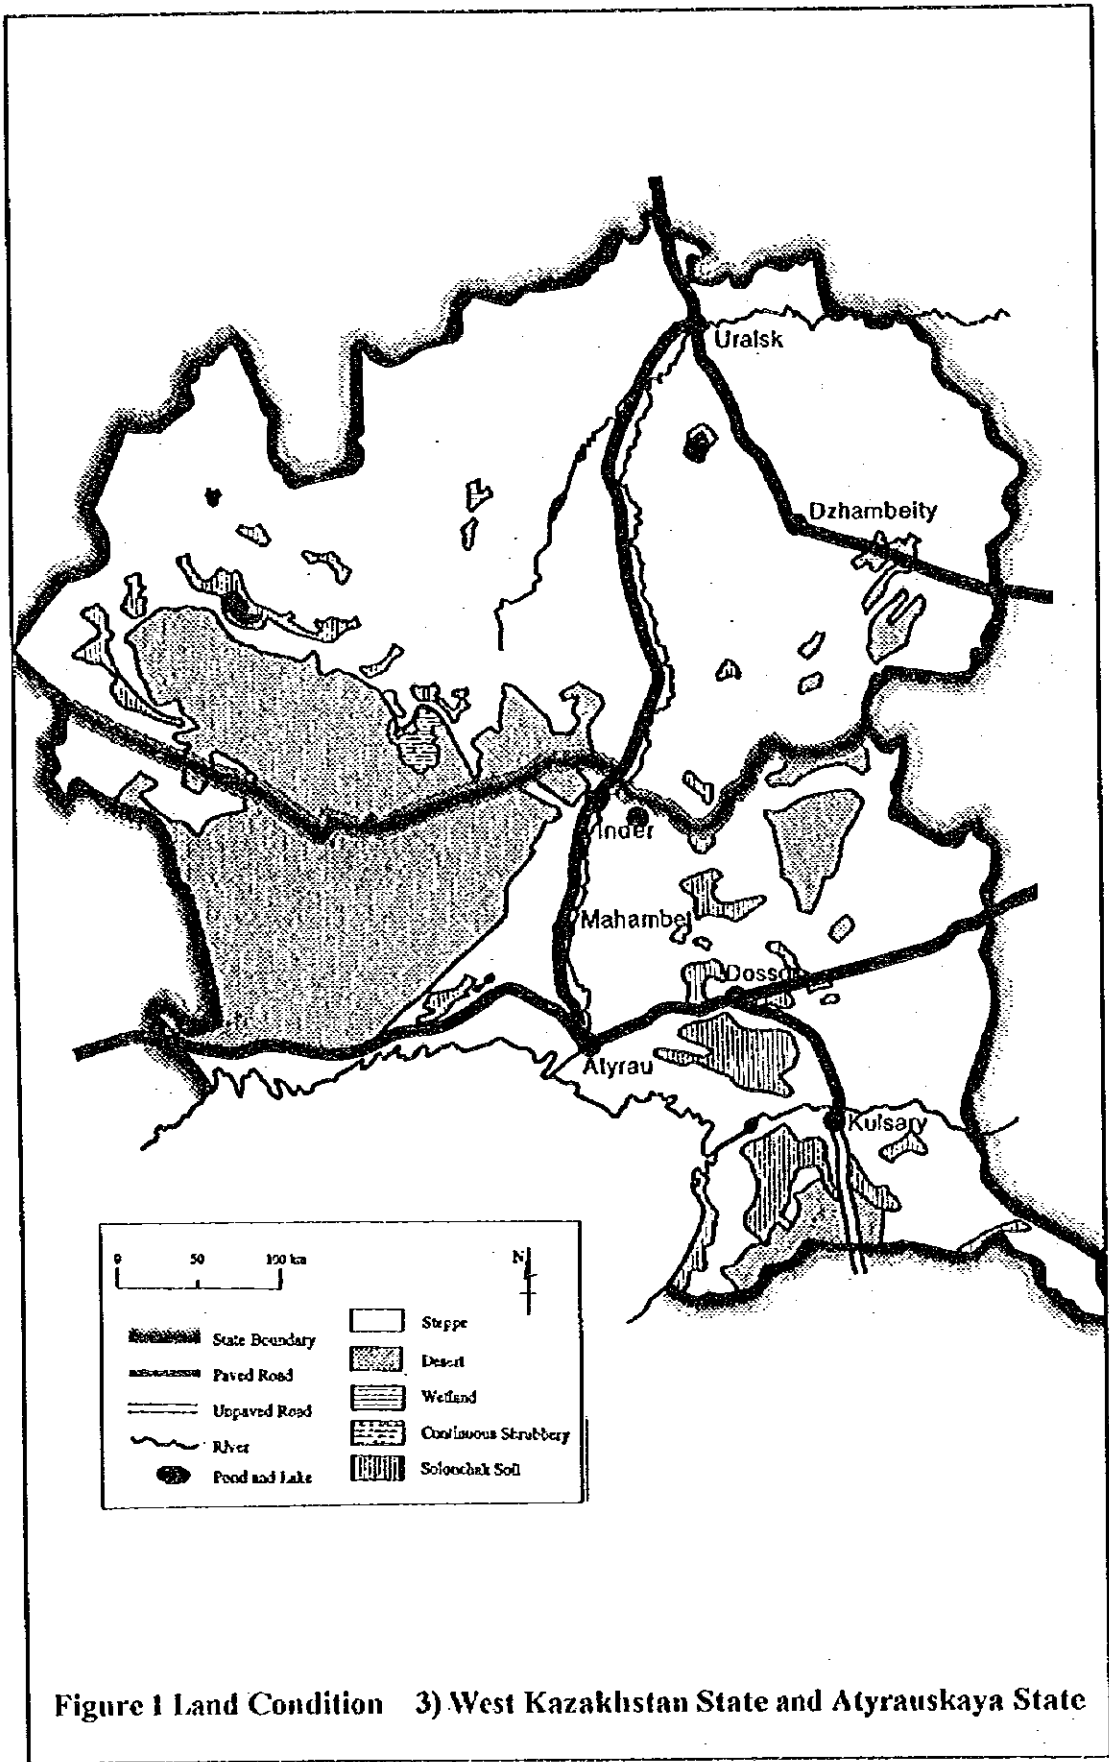 Uralsk
Dzhambeity
Inder
Mahambet
Dossor
Atyrau
Kulsary
0 50 100 km
N
State Boundary
Paved Road
Unpaved Road
River
Pond and Lake
Steppe
Desert
Wetland
Continuous Shrubbery
Solonchak Soil
Figure 1 Land Condition 3) West Kazakhstan State and Atyrauskaya State